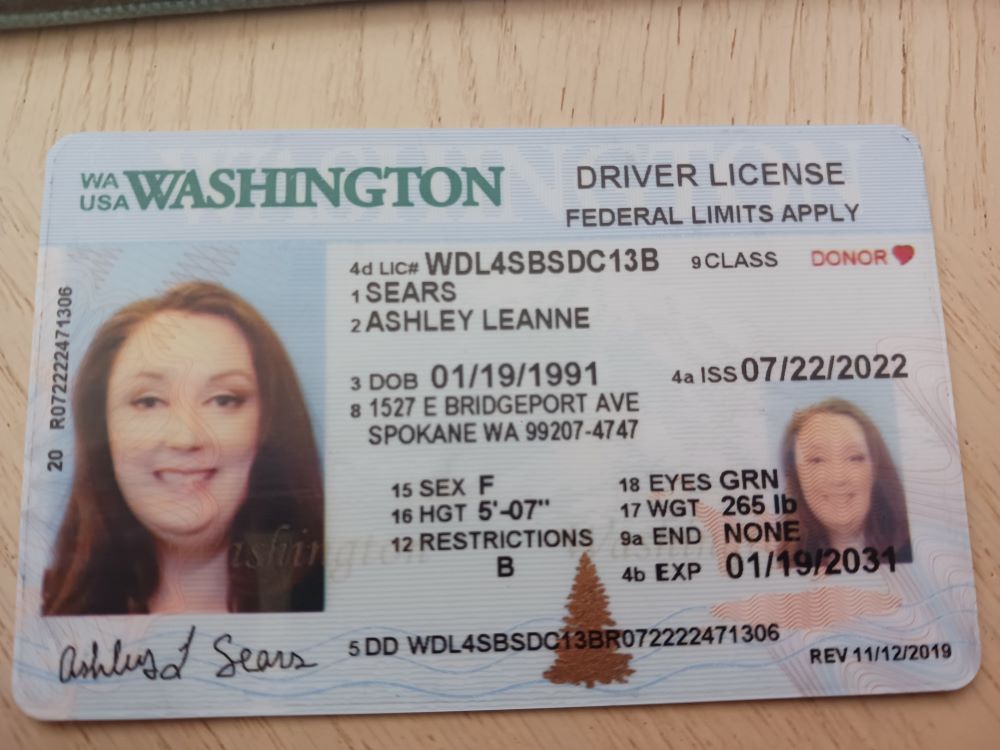 WA USA WASHINGTON
DRIVER LICENSE
FEDERAL LIMITS APPLY
4d LIC# WDL4SBSDC13B 9 CLASS DONOR
1 SEARS
2 ASHLEY LEANNE
3 DOB 01/19/1991 4a ISS 07/22/2022
8 1527 E BRIDGEPORT AVE
SPOKANE WA 99207-4747
15 SEX F 18 EYES GRN
16 HGT 5'-07" 17 WGT 265 lb
12 RESTRICTIONS 9a END NONE
B 4b EXP 01/19/2031
5 DD WDL4SBSDC13BR072222471306
REV 11/12/2019
20 R072222471306
Ashley L Sears